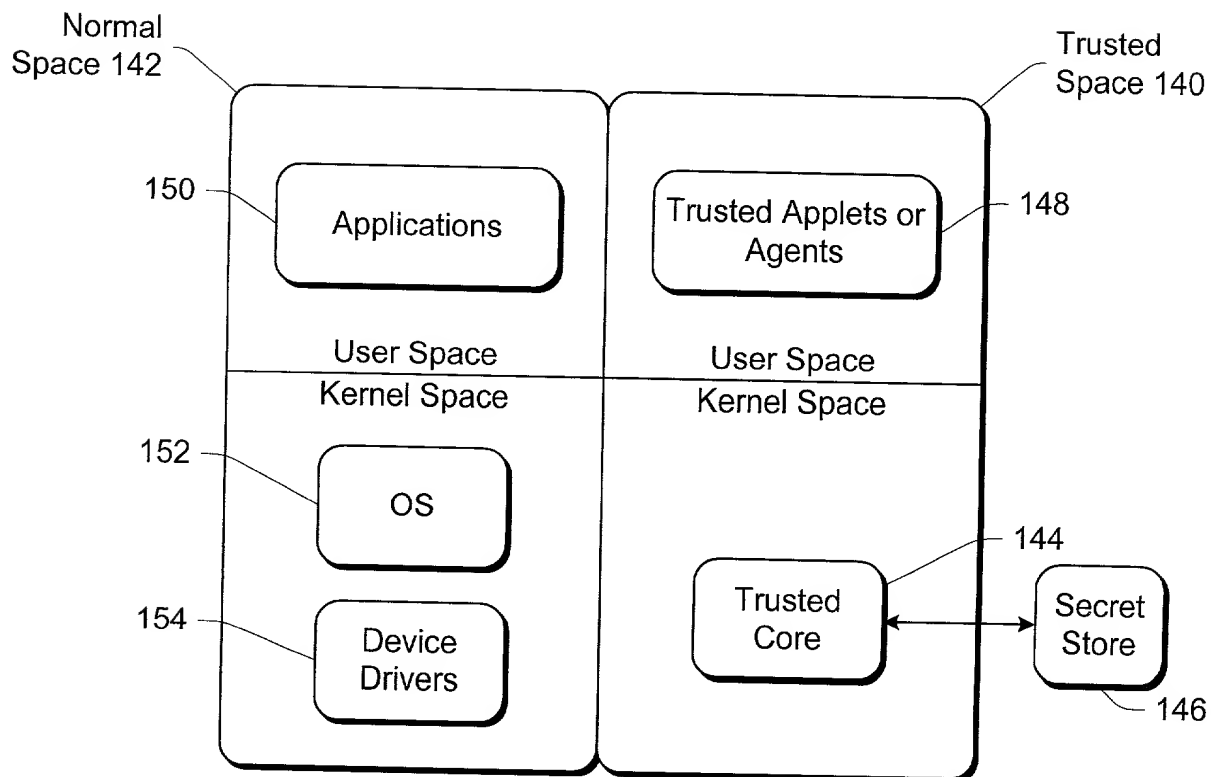 Normal
Space 142
Trusted
Space 140
150
Applications
Trusted Applets or
Agents
148
User Space
User Space
Kernel Space
Kernel Space
152
OS
144
154
Device
Drivers
Trusted
Core
Secret
Store
146